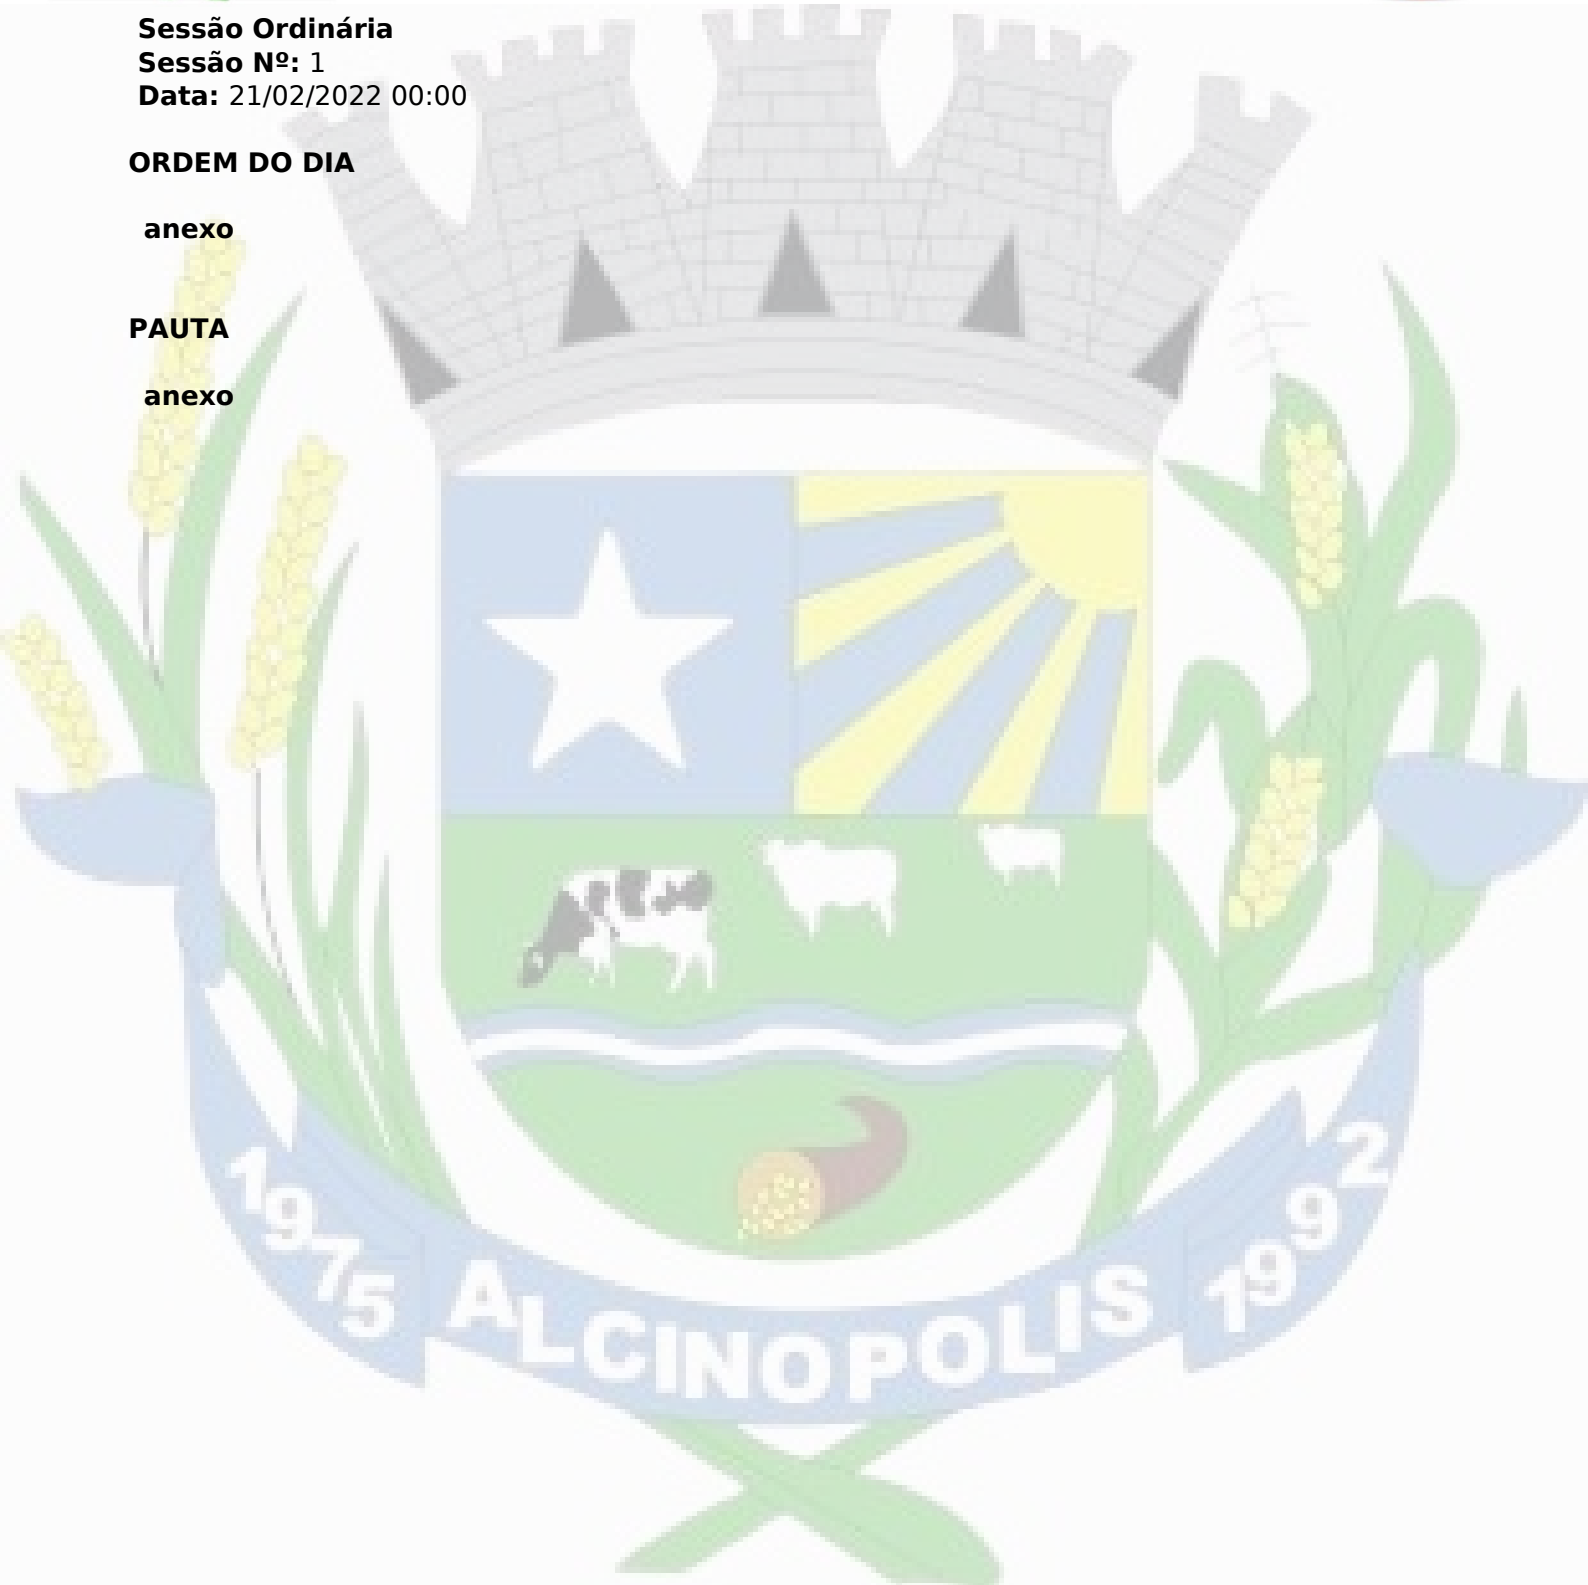 Sessão Ordinária
Sessão Nº: 1
Data: 21/02/2022 00:00
ORDEM DO DIA
anexo
PAUTA
anexo
1975
ALCINOPOLIS
1992